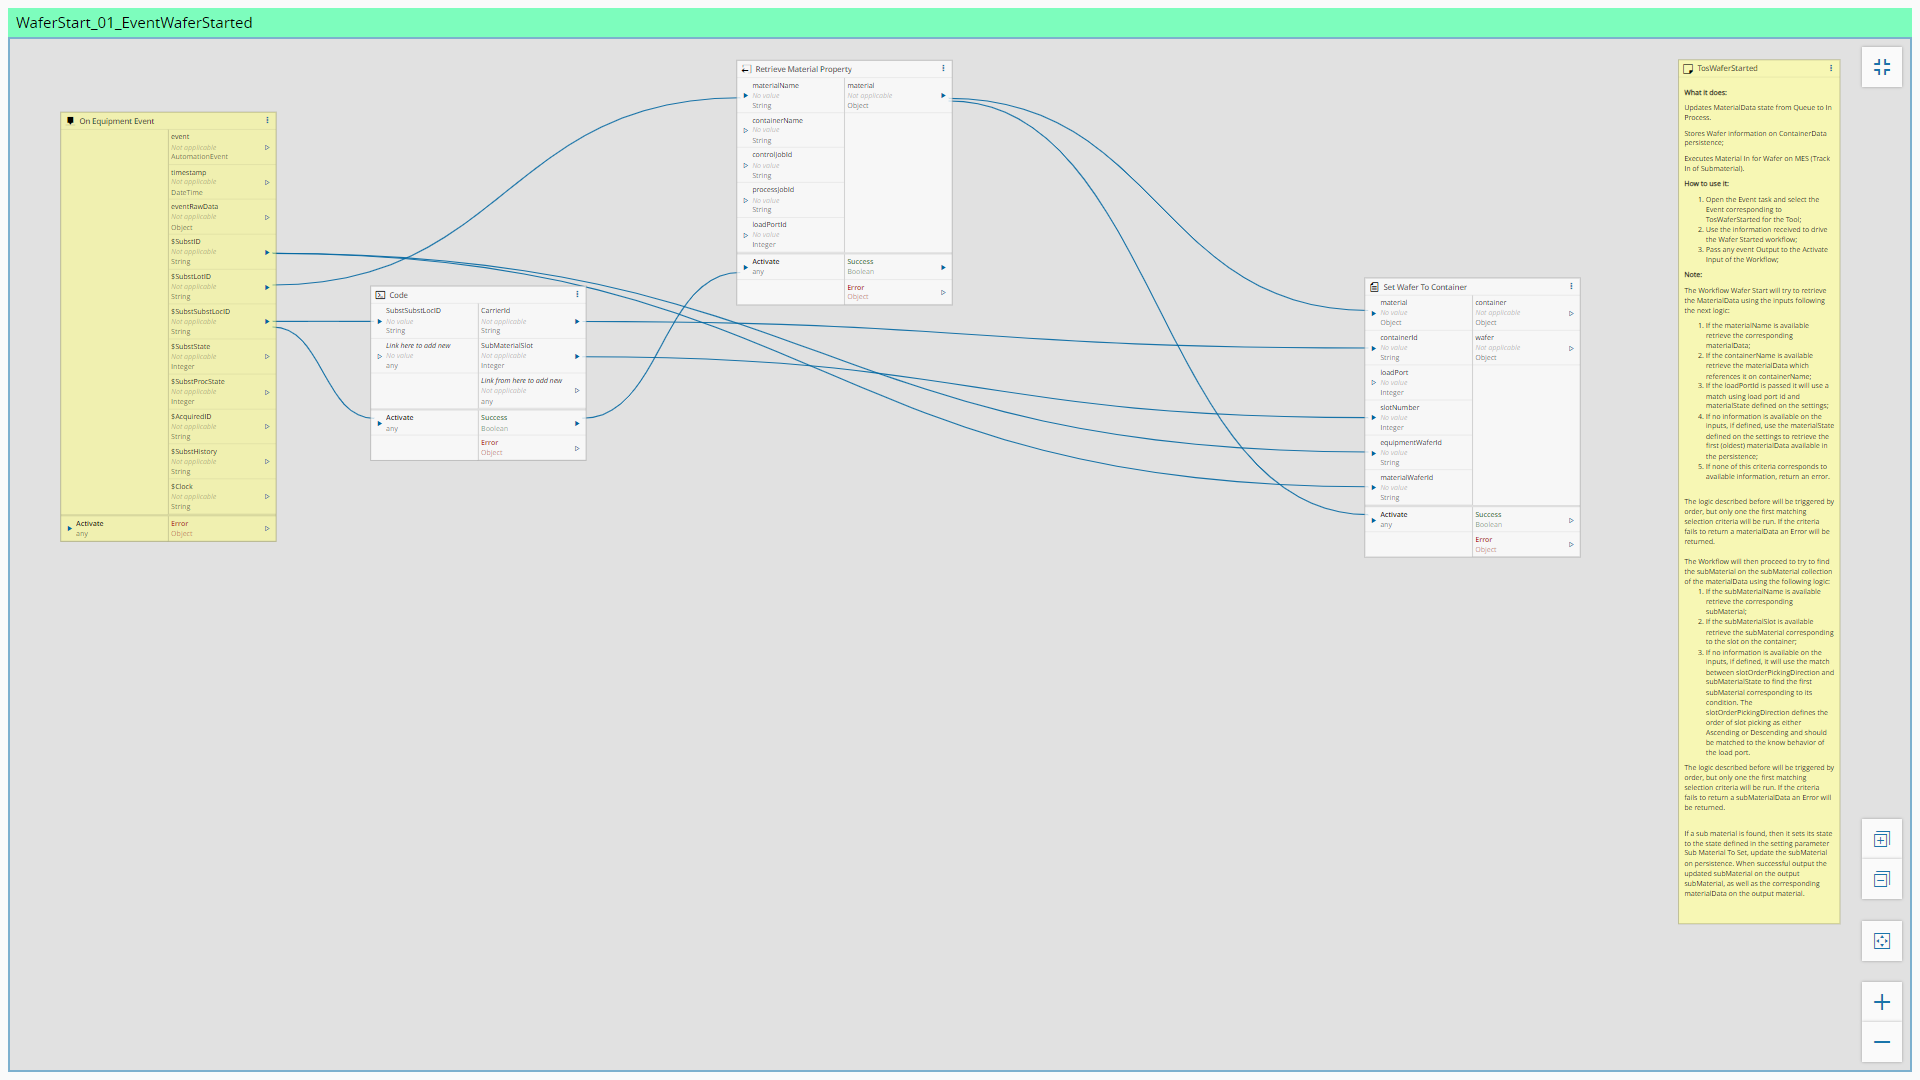 WaferStart_01_EventWaferStarted
On Equipment Event
event
Not applicable
AutomationEvent
timestamp
Not applicable
DateTime
eventRawData
Not applicable
Object
$SubstID
Not applicable
String
$SubstLotID
Not applicable
String
$SubstSubstLocID
Not applicable
String
$SubstState
Not applicable
Integer
$SubstProcState
Not applicable
Integer
$AcquiredID
Not applicable
String
$SubstHistory
Not applicable
String
$Clock
Not applicable
String
Activate
any
Error
Object
Code
SubstSubstLocID
No value
String
Link here to add new
No value
any
CarrierId
Not applicable
String
SubMaterialSlot
Not applicable
Integer
Link from here to add new
Not applicable
any
Activate
any
Success
Boolean
Error
Object
Retrieve Material Property
materialName
No value
String
containerName
No value
String
controlJobId
No value
String
processJobId
No value
String
loadPortId
No value
Integer
material
Not applicable
Object
Activate
any
Success
Boolean
Error
Object
Set Wafer To Container
material
No value
Object
containerId
No value
String
loadPort
No value
Integer
slotNumber
No value
Integer
equipmentWaferId
No value
String
materialWaferId
No value
String
container
Not applicable
Object
wafer
Not applicable
Object
Activate
any
Success
Boolean
Error
Object
TosWaferStarted
What it does:
Updates MaterialData state from Queue to In
Process.
Stores Wafer information on ContainerData
persistence;
Executes Material In for Wafer on MES (Track
In of Submaterial).
How to use it:
1. Open the Event task and select the
Event corresponding to
TosWaferStarted for the Tool;
2. Use the information received to drive
the Wafer Started workflow;
3. Pass any event Output to the Activate
Input of the Workflow;
Note:
The Workflow Wafer Start will try to retrieve
the MaterialData using the inputs following
the next logic:
1. If the materialName is available
retrieve the corresponding
materialData;
2. If the containerName is available
retrieve the materialData which
references it on containerName;
3. If the loadPortId is passed it will use a
match using load port id and
materialState defined on the settings;
4. If no information is available on the
inputs, if defined, use the materialState
defined on the settings to retrieve the
first (oldest) materialData available in
the persistence;
5. If none of this criteria corresponds to
available information, return an error.
The logic described before will be triggered by
order, but only one the first matching
selection criteria will be run. If the criteria
fails to return a materialData an Error will be
returned.
The Workflow will then proceed to try to find
the subMaterial on the subMaterial collection
of the materialData using the following logic:
1. If the subMaterialName is available
retrieve the corresponding
subMaterial;
2. If the subMaterialSlot is available
retrieve the subMaterial corresponding
to the slot on the container;
3. If no information is available on the
inputs, if defined, it will use the match
between slotOrderPickingDirection and
subMaterialState to find the first
subMaterial corresponding to its
condition. The
slotOrderPickingDirection defines the
order of slot picking as either
Ascending or Descending and should
be matched to the know behavior of
the load port.
The logic described before will be triggered by
order, but only one the first matching
selection criteria will be run. If the criteria
fails to return a subMaterialData an Error will
be returned.
If a sub material is found, then it sets its state
to the state defined in the setting parameter
Sub Material To Set, update the subMaterial
on persistence. When successful output the
updated subMaterial on the output
subMaterial, as well as the corresponding
materialData on the output material.